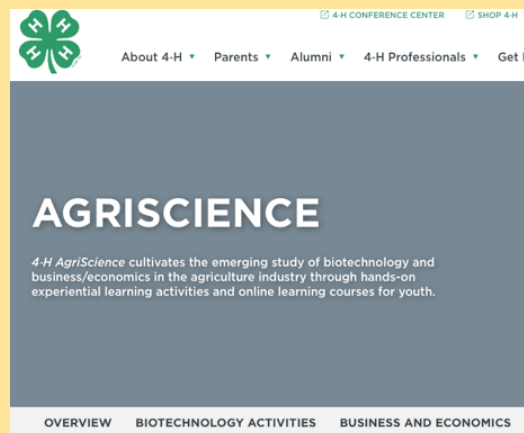 4-H CONFERENCE CENTER SHOP 4-H
H H H H
About 4-H Parents Alumni 4-H Professionals Get
AGRISCIENCE
4-H AgriScience cultivates the emerging study of biotechnology and
business/economics in the agriculture industry through hands-on
experiential learning activities and online learning courses for youth.
OVERVIEW BIOTECHNOLOGY ACTIVITIES BUSINESS AND ECONOMICS